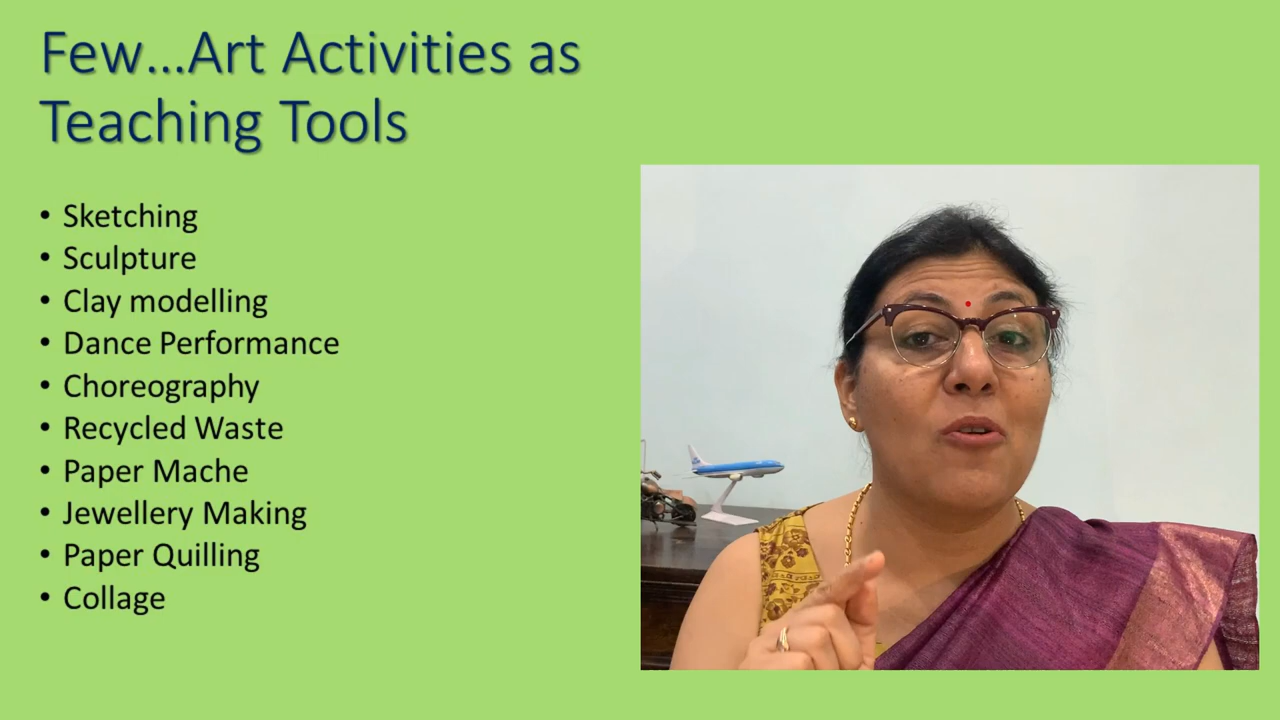 Few...Art Activities as
Teaching Tools
• Sketching
• Sculpture
• Clay modelling
• Dance Performance
• Choreography
• Recycled Waste
• Paper Mache
• Jewellery Making
• Paper Quilling
• Collage